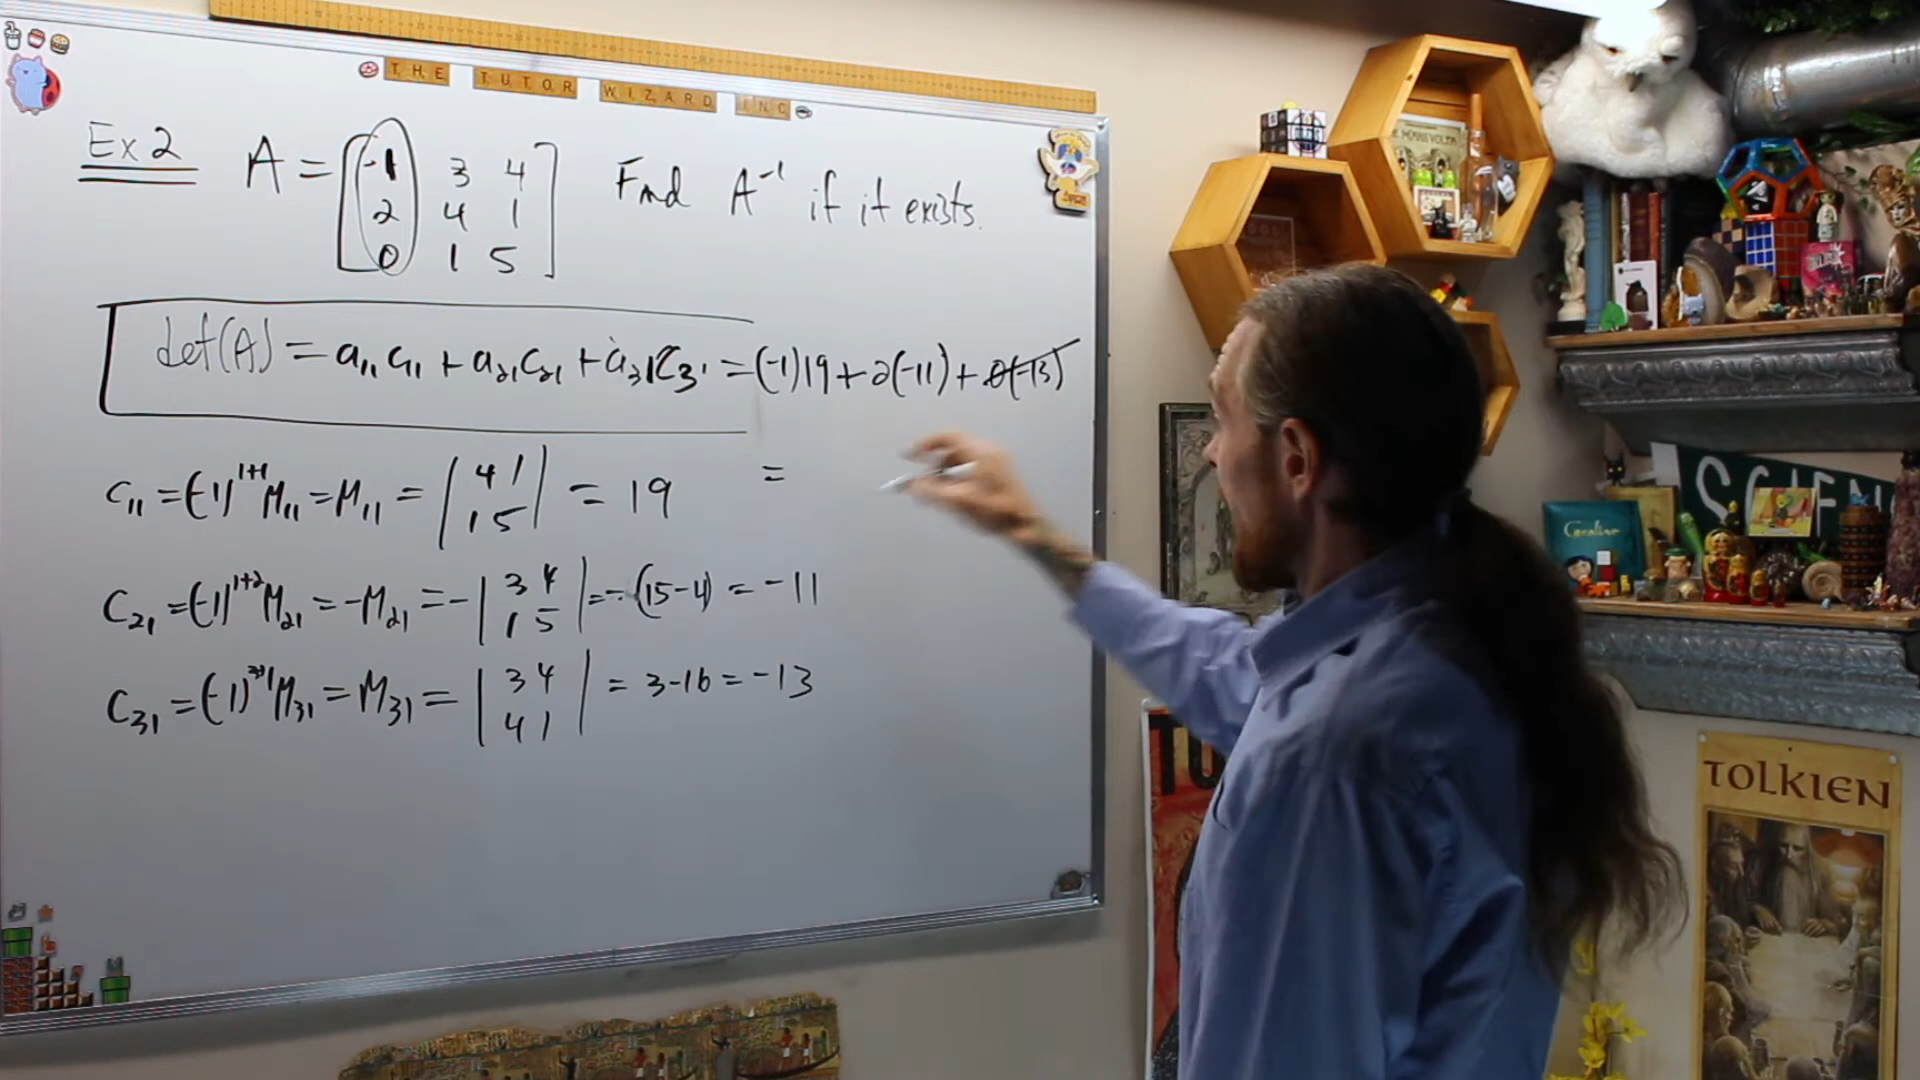 THE TUTOR WIZARD INC
Ex 2 A = [-1 3 4; 2 4 1; 0 1 5] Find A⁻¹ if it exists.
det(A) = a₁₁C₁₁ + a₂₁C₂₁ + a₃₁C₃₁ = (-1)19 + 2(-11) + 0(-13)
=
C₁₁ = (-1)¹⁺¹M₁₁ = M₁₁ = |4 1; 1 5| = 19
C₂₁ = (-1)¹⁺²M₂₁ = -M₂₁ = -|3 4; 1 5| = -(15-4) = -11
C₃₁ = (-1)³⁺¹M₃₁ = M₃₁ = |3 4; 4 1| = 3-16 = -13
SCIEN
Coraline
TOLKIEN